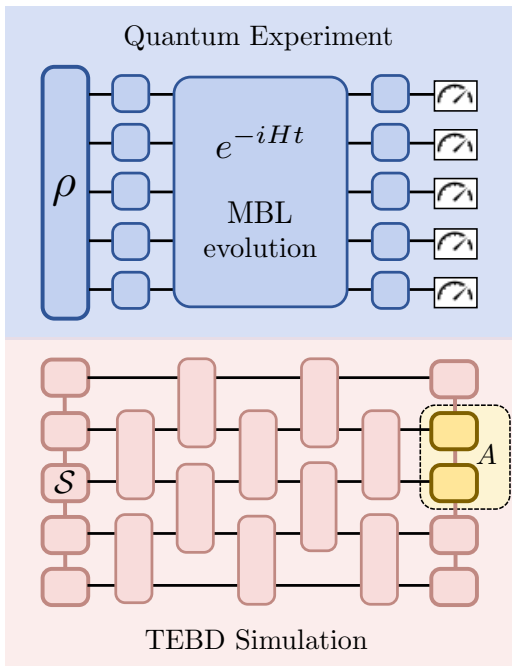 Quantum Experiment
ρ
e^{-iHt}
MBL
evolution
S
A
TEBD Simulation